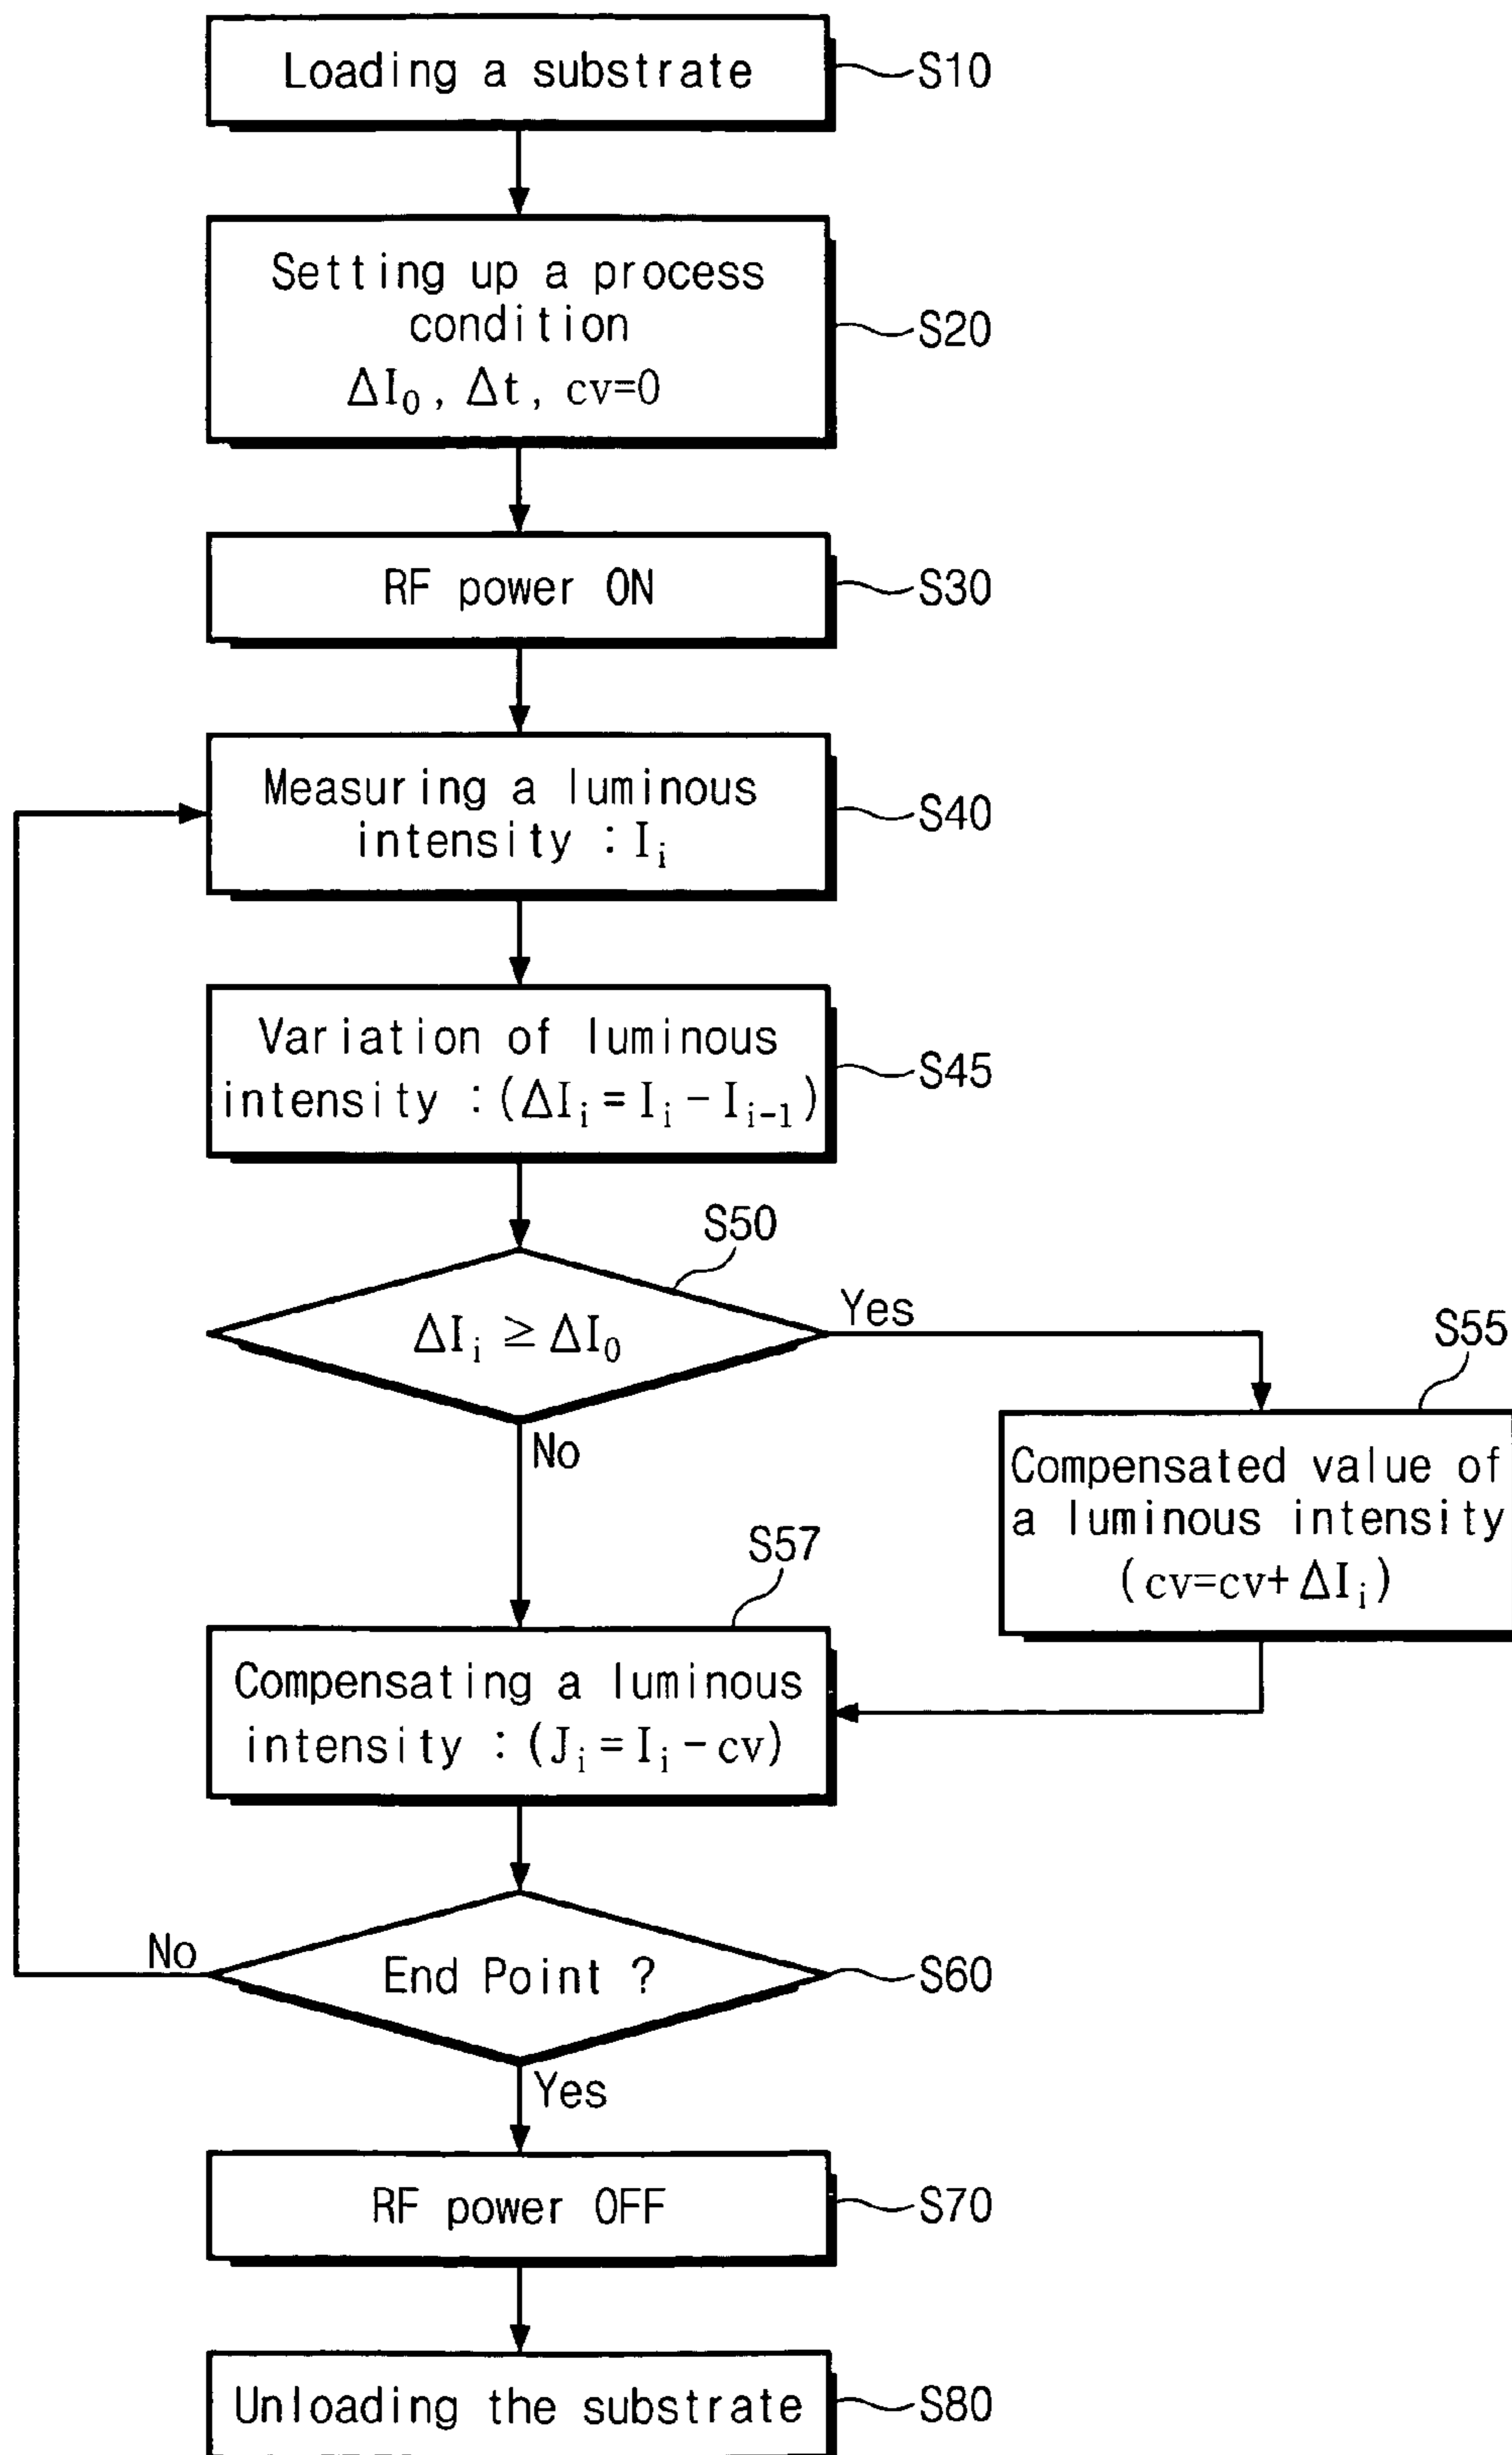 Loading a substrate
S10
Setting up a process
condition
ΔI₀, Δt, cv=0
S20
RF power ON
S30
Measuring a luminous
intensity : Iᵢ
S40
Variation of luminous
intensity : (ΔIᵢ = Iᵢ − Iᵢ₋₁)
S45
S50
ΔIᵢ ≥ ΔI₀
Yes
No
S55
Compensated value of
a luminous intensity
(cv=cv+ΔIᵢ)
S57
Compensating a luminous
intensity : (Jᵢ = Iᵢ − cv)
No
End Point ?
S60
Yes
RF power OFF
S70
Unloading the substrate
S80